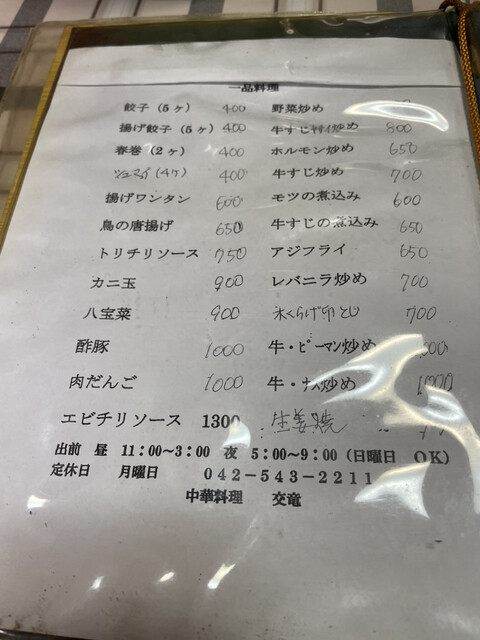 一品料理
餃子（5ヶ） 400 野菜炒め
揚げ餃子（5ヶ） 400 牛すじキムチ炒め 800
春巻（2ヶ） 400 ホルモン炒め 650
シュウマイ（4ケ） 400 牛すじ炒め 700
揚げワンタン 600 モツの煮込み 600
鳥の唐揚げ 650 牛すじの煮込み 650
トリチリソース 750 アジフライ 650
カニ玉 900 レバニラ炒め 700
八宝菜 900 木くらげ卵とじ 700
酢豚 1000 牛・ピーマン炒め
肉だんご 1000 牛・ナス炒め 1000
エビチリソース 1300 生姜焼
出前 昼 11：00〜3：00 夜 5：00〜9：00（日曜日 OK）
定休日 月曜日 042-543-2211
中華料理 交竜